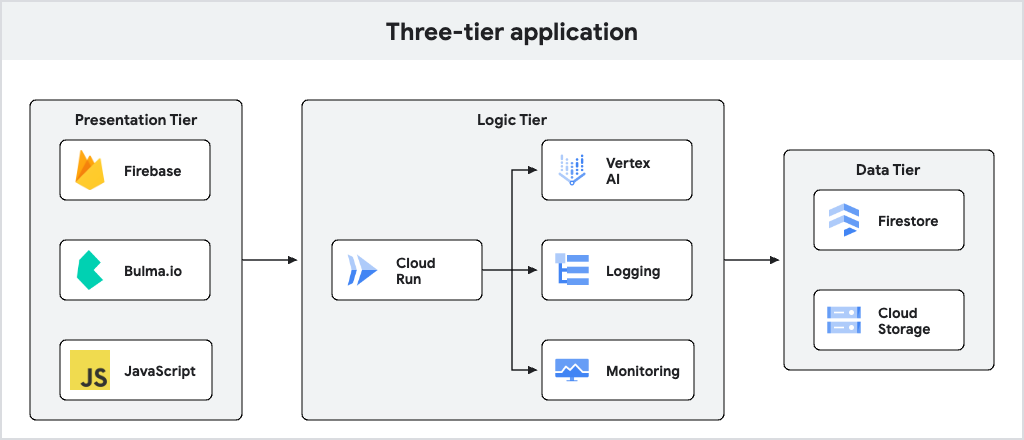 Three-tier application
Presentation Tier
Firebase
Bulma.io
JS
JavaScript
Logic Tier
Cloud
Run
Vertex
AI
Logging
Monitoring
Data Tier
Firestore
Cloud
Storage